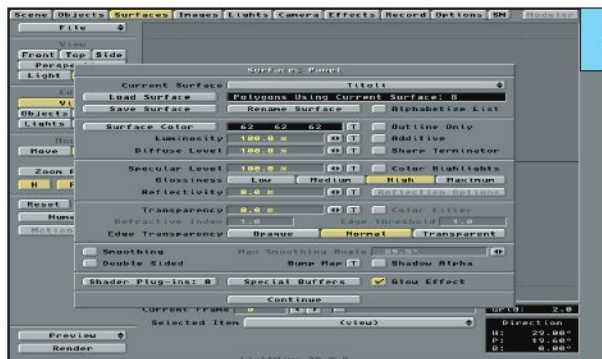 Scene Objects Surfaces Images Lights Camera Effects Record Options SN Modeler
File
View
Front Top Side
Light
Surfaces Panel
Current Surface Titoli
Load Surface Polygons Using Current Surface: 0
Save Surface Rename Surface Alphabetize List
Surface Color 62 62 62 T Outline Only
Luminosity 100.0 % T Additive
Diffuse Level 100.0 % T Sharp Terminator
Specular Level 100.0 % T Color Highlights
Glossiness Low Medium High Maximum
Reflectivity 0.0 % T Reflection Options
Transparency 0.0 % T Color Filter
Refractive Index 1.0 Edge Threshold 1.0
Edge Transparency Opaque Normal Transparent
Smoothing Max Smoothing Angle
Double Sided Bump Map T Shadow Alpha
Shader Plug-ins: 0 Special Buffers Glow Effect
Continue
Objects
Lights
Move
Zoom
H
Reset
Motion
Current Frame 0 Grid: 2.0
Selected Item (view) Direction
Preview H: 29.00°
Render P: 19.60°
B: 0.00°